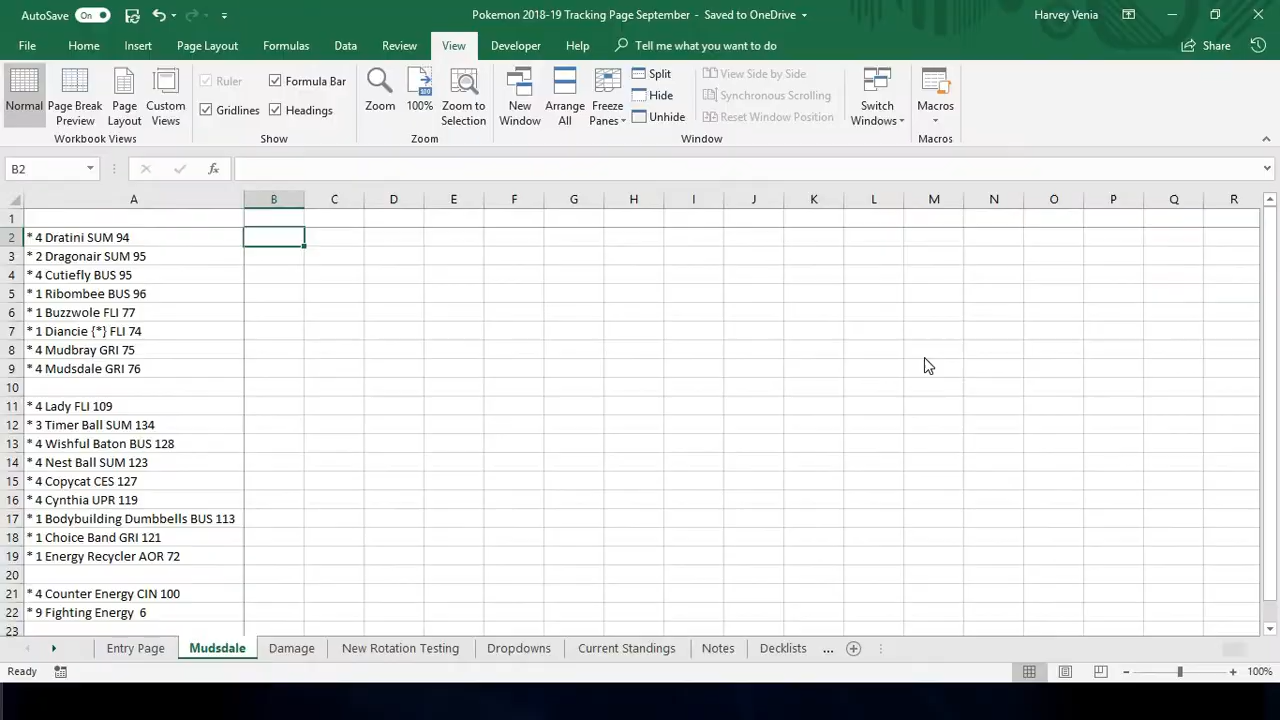 AutoSave On Pokemon 2018-19 Tracking Page September - Saved to OneDrive Harvey Venia
File Home Insert Page Layout Formulas Data Review View Developer Help Tell me what you want to do Share
Normal Page Break Preview Page Layout Custom Views
Workbook Views
Ruler Formula Bar
Gridlines Headings
Show
Zoom 100% Zoom to Selection
Zoom
New Window Arrange All Freeze Panes
Split View Side by Side
Hide Synchronous Scrolling
Unhide Reset Window Position
Switch Windows
Window
Macros
Macros
B2 fx
A B C D E F G H I J K L M N O P Q R
1
2 * 4 Dratini SUM 94
3 * 2 Dragonair SUM 95
4 * 4 Cutiefly BUS 95
5 * 1 Ribombee BUS 96
6 * 1 Buzzwole FLI 77
7 * 1 Diancie {*} FLI 74
8 * 4 Mudbray GRI 75
9 * 4 Mudsdale GRI 76
10
11 * 4 Lady FLI 109
12 * 3 Timer Ball SUM 134
13 * 4 Wishful Baton BUS 128
14 * 4 Nest Ball SUM 123
15 * 4 Copycat CES 127
16 * 4 Cynthia UPR 119
17 * 1 Bodybuilding Dumbbells BUS 113
18 * 1 Choice Band GRI 121
19 * 1 Energy Recycler AOR 72
20
21 * 4 Counter Energy CIN 100
22 * 9 Fighting Energy  6
23
Entry Page Mudsdale Damage New Rotation Testing Dropdowns Current Standings Notes Decklists ...
Ready 100%